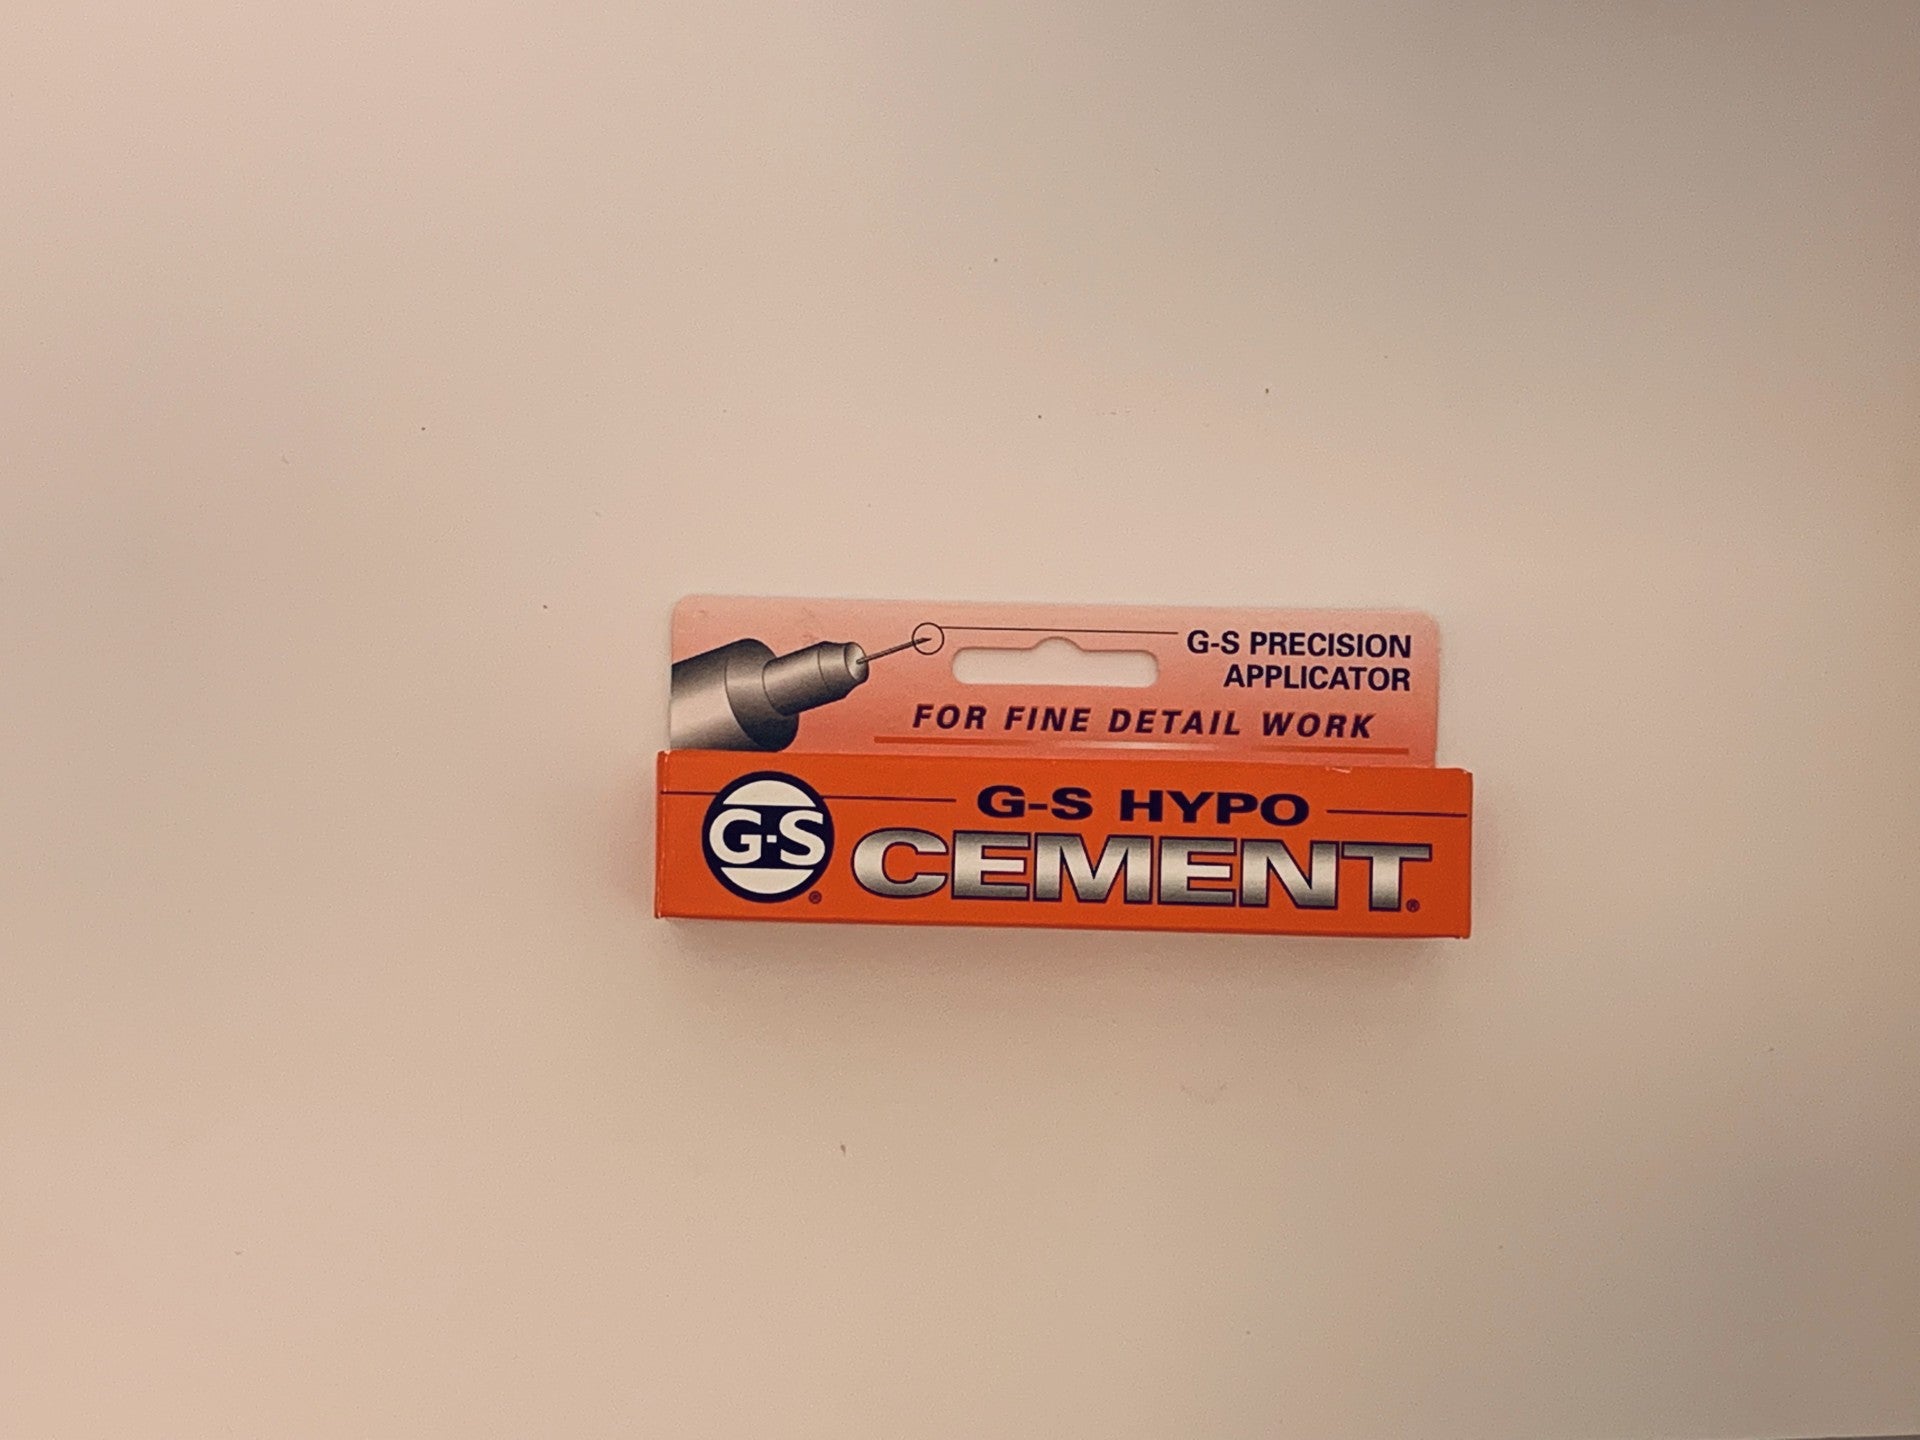 G-S PRECISION
APPLICATOR
FOR FINE DETAIL WORK
G-S HYPO
G-S®
CEMENT®